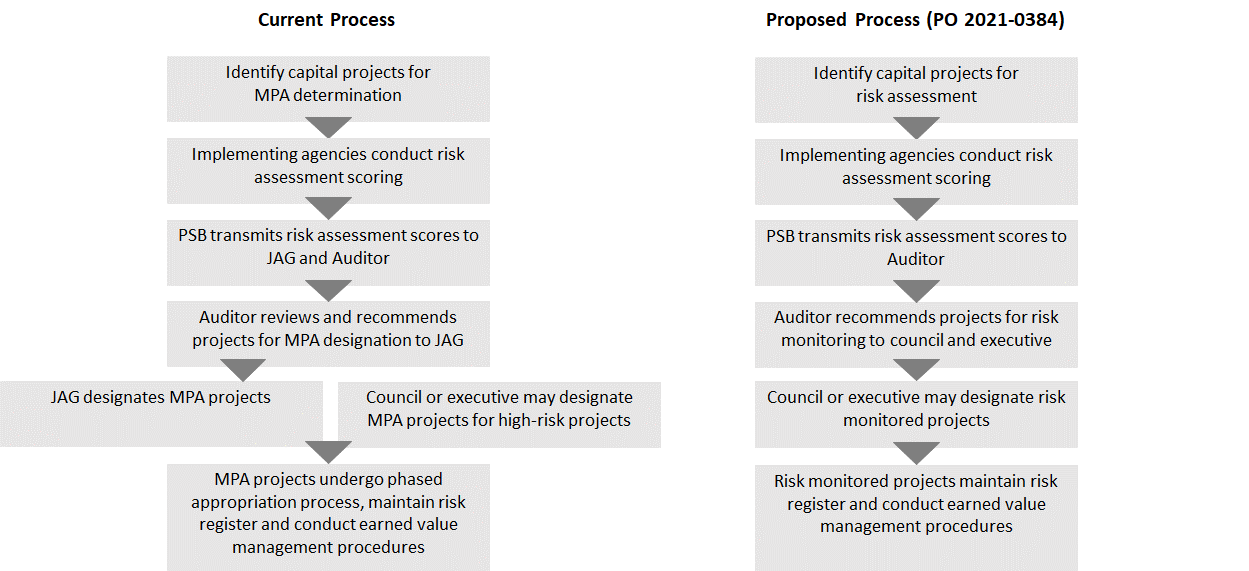 Current Process
Identify capital projects for
MPA determination
Implementing agencies conduct risk
assessment scoring
PSB transmits risk assessment scores to
JAG and Auditor
Auditor reviews and recommends
projects for MPA designation to JAG
JAG designates MPA projects
Council or executive may designate
MPA projects for high-risk projects
MPA projects undergo phased
appropriation process, maintain risk
register and conduct earned value
management procedures
Proposed Process (PO 2021-0384)
Identify capital projects for
risk assessment
Implementing agencies conduct risk
assessment scoring
PSB transmits risk assessment scores to
Auditor
Auditor recommends projects for risk
monitoring to council and executive
Council or executive may designate risk
monitored projects
Risk monitored projects maintain risk
register and conduct earned value
management procedures